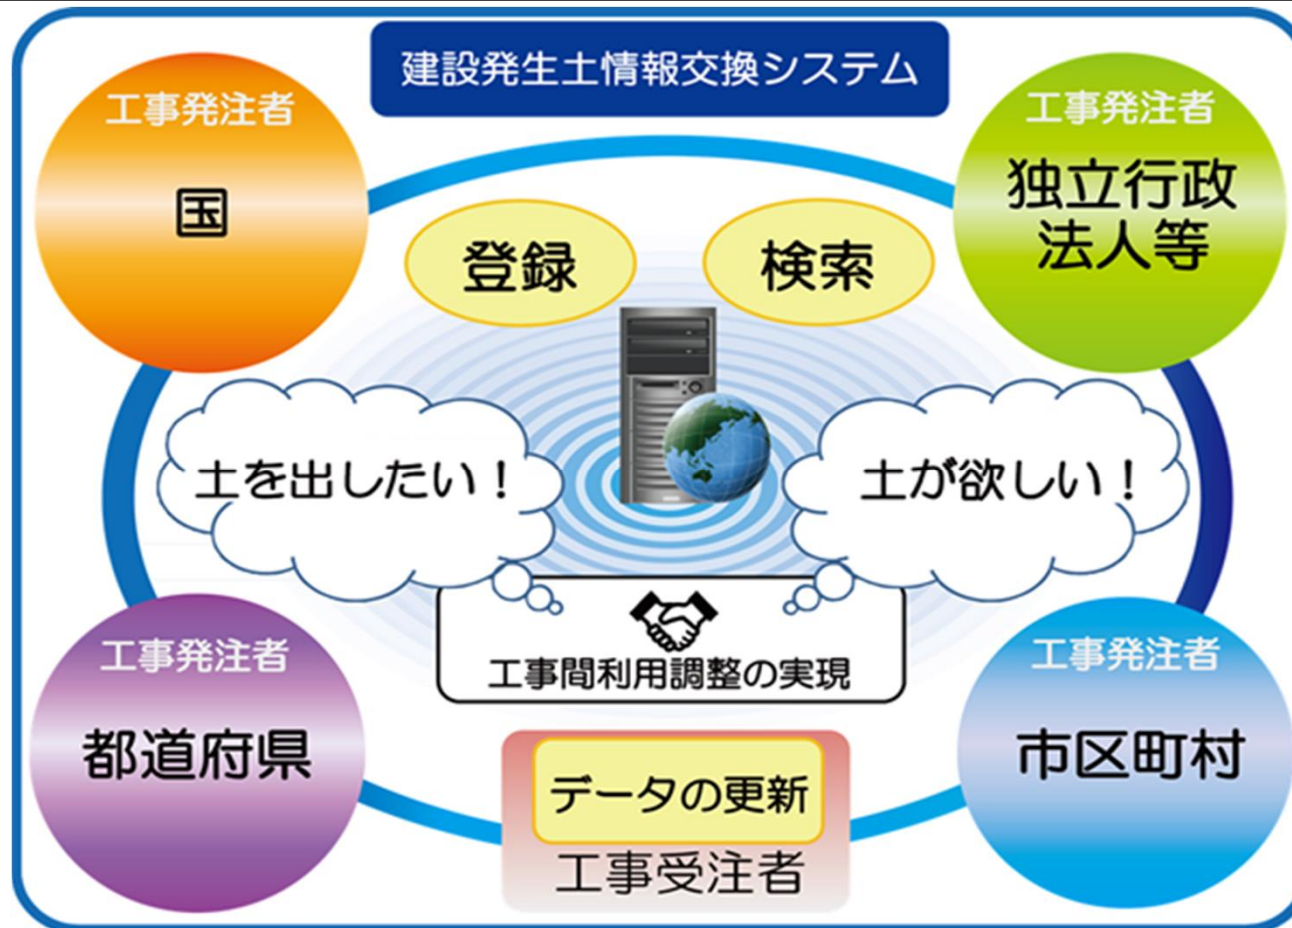 建設発生土情報交換システム
工事発注者
国
工事発注者
独立行政
法人等
登録
検索
土を出したい！
土が欲しい！
工事間利用調整の実現
工事発注者
都道府県
工事発注者
市区町村
データの更新
工事受注者